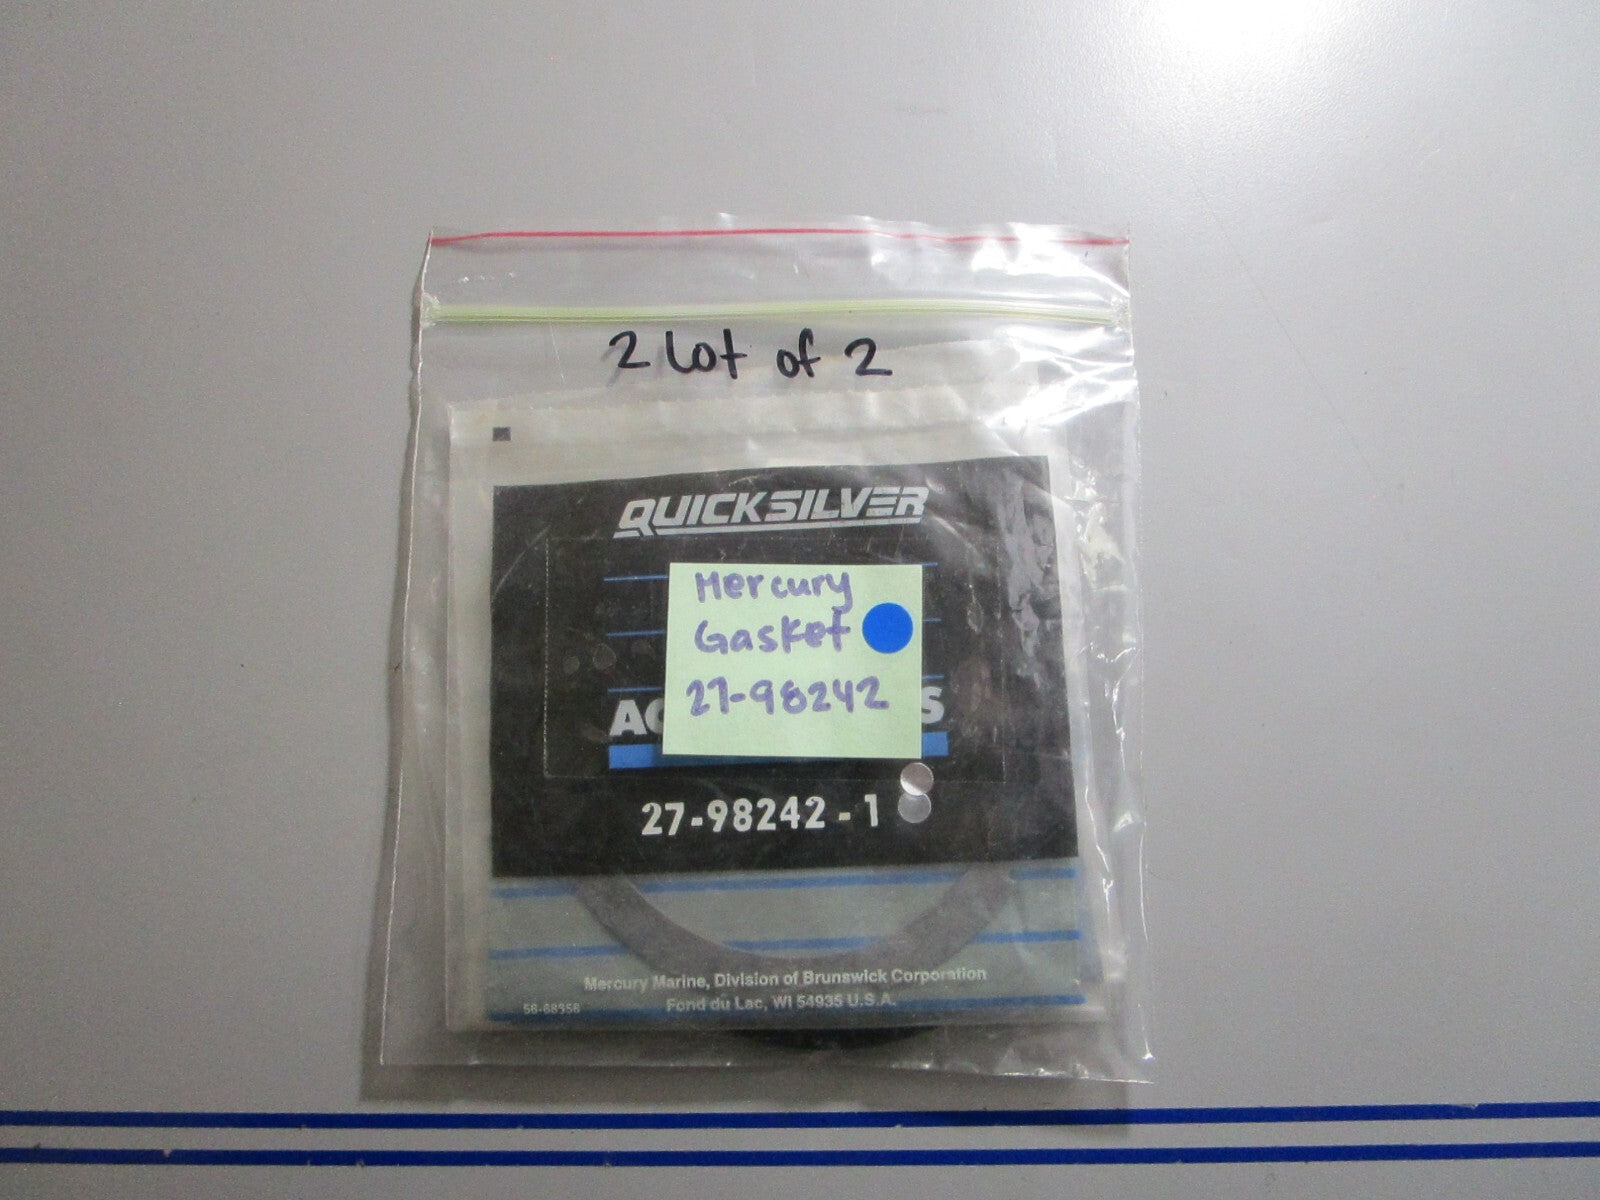 2 Lot of 2
QUICKSILVER
Mercury
Gasket
27-98242
27-98242-1
Mercury Marine, Division of Brunswick Corporation
Fond du Lac, WI 54935 U.S.A.